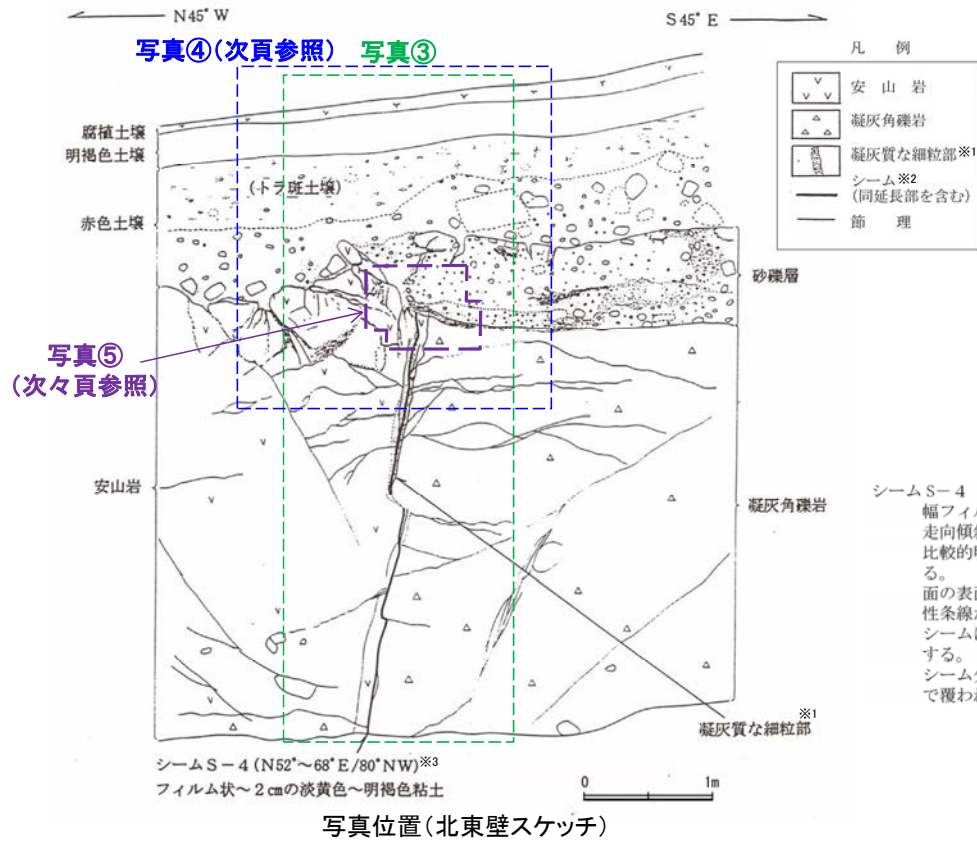 N45°W
S45°E
写真④(次頁参照)
写真③
凡 例
安 山 岩
凝灰角礫岩
凝灰質な細粒部※1
シーム※2
(同延長部を含む)
節 理
腐植土壌
明褐色土壌
(トラ斑土壌)
赤色土壌
砂礫層
写真⑤
(次々頁参照)
安山岩
凝灰角礫岩
シームS-4
幅フィル
走向傾
比較的
る。
面の表面
性条線
シームに
する。
シーム
で覆わ
※1
凝灰質な細粒部
シームS-4(N52°~68°E/80°NW)※3
フィルム状~2㎝の淡黄色~明褐色粘土
0
1m
写真位置(北東壁スケッチ)